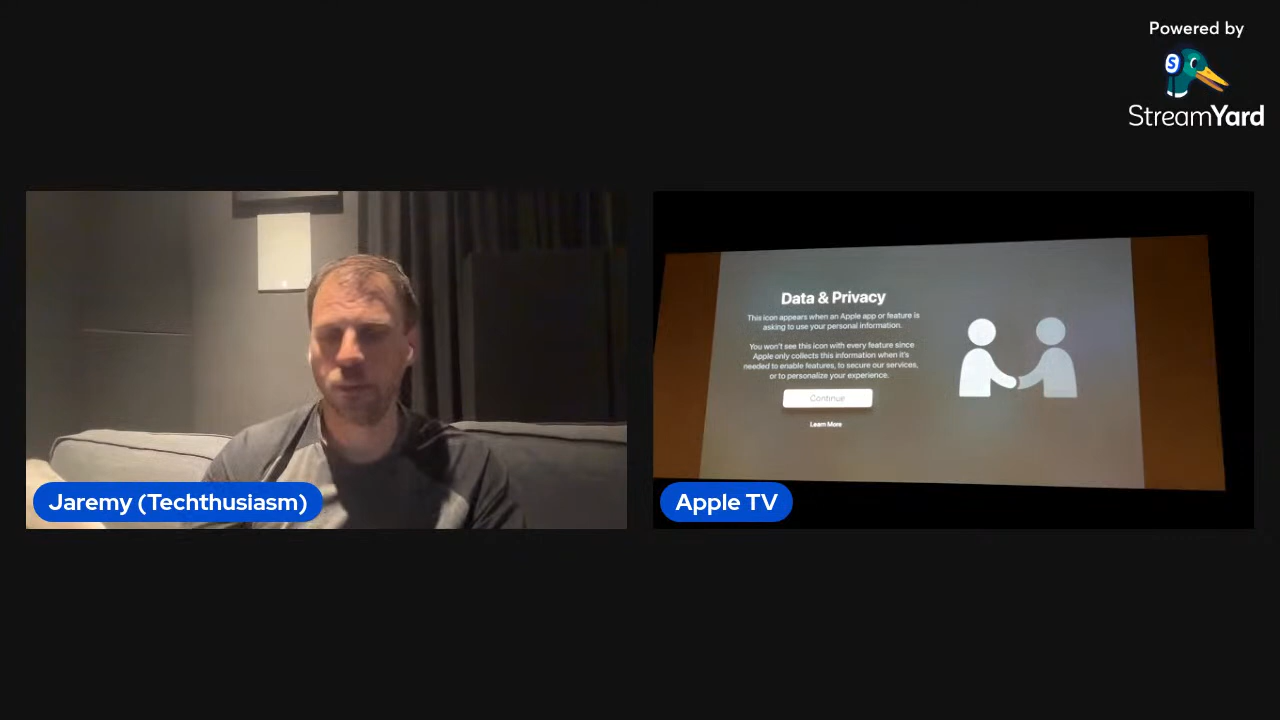 Powered by
S
StreamYard
Data & Privacy
This icon appears when an Apple app or feature is
asking to use your personal information.
You won't see this icon with every feature since
Apple only collects this information when it's
needed to enable features, to secure our services,
or to personalize your experience.
Continue
Learn More
Jaremy (Techthusiasm)
Apple TV